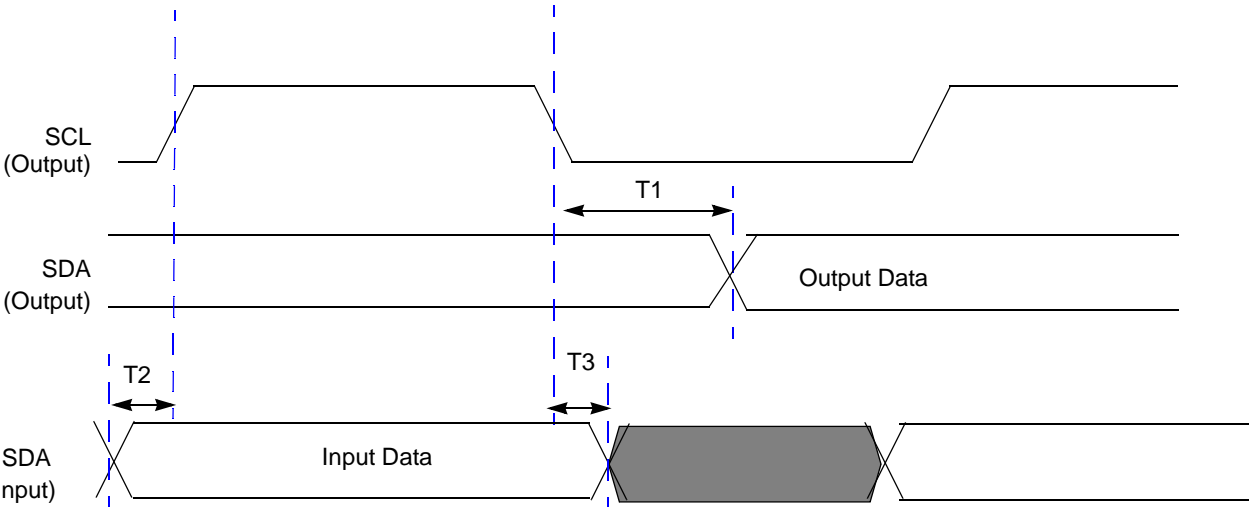 SCL
(Output)
T1
SDA
(Output)
Output Data
T2
T3
SDA
nput)
Input Data